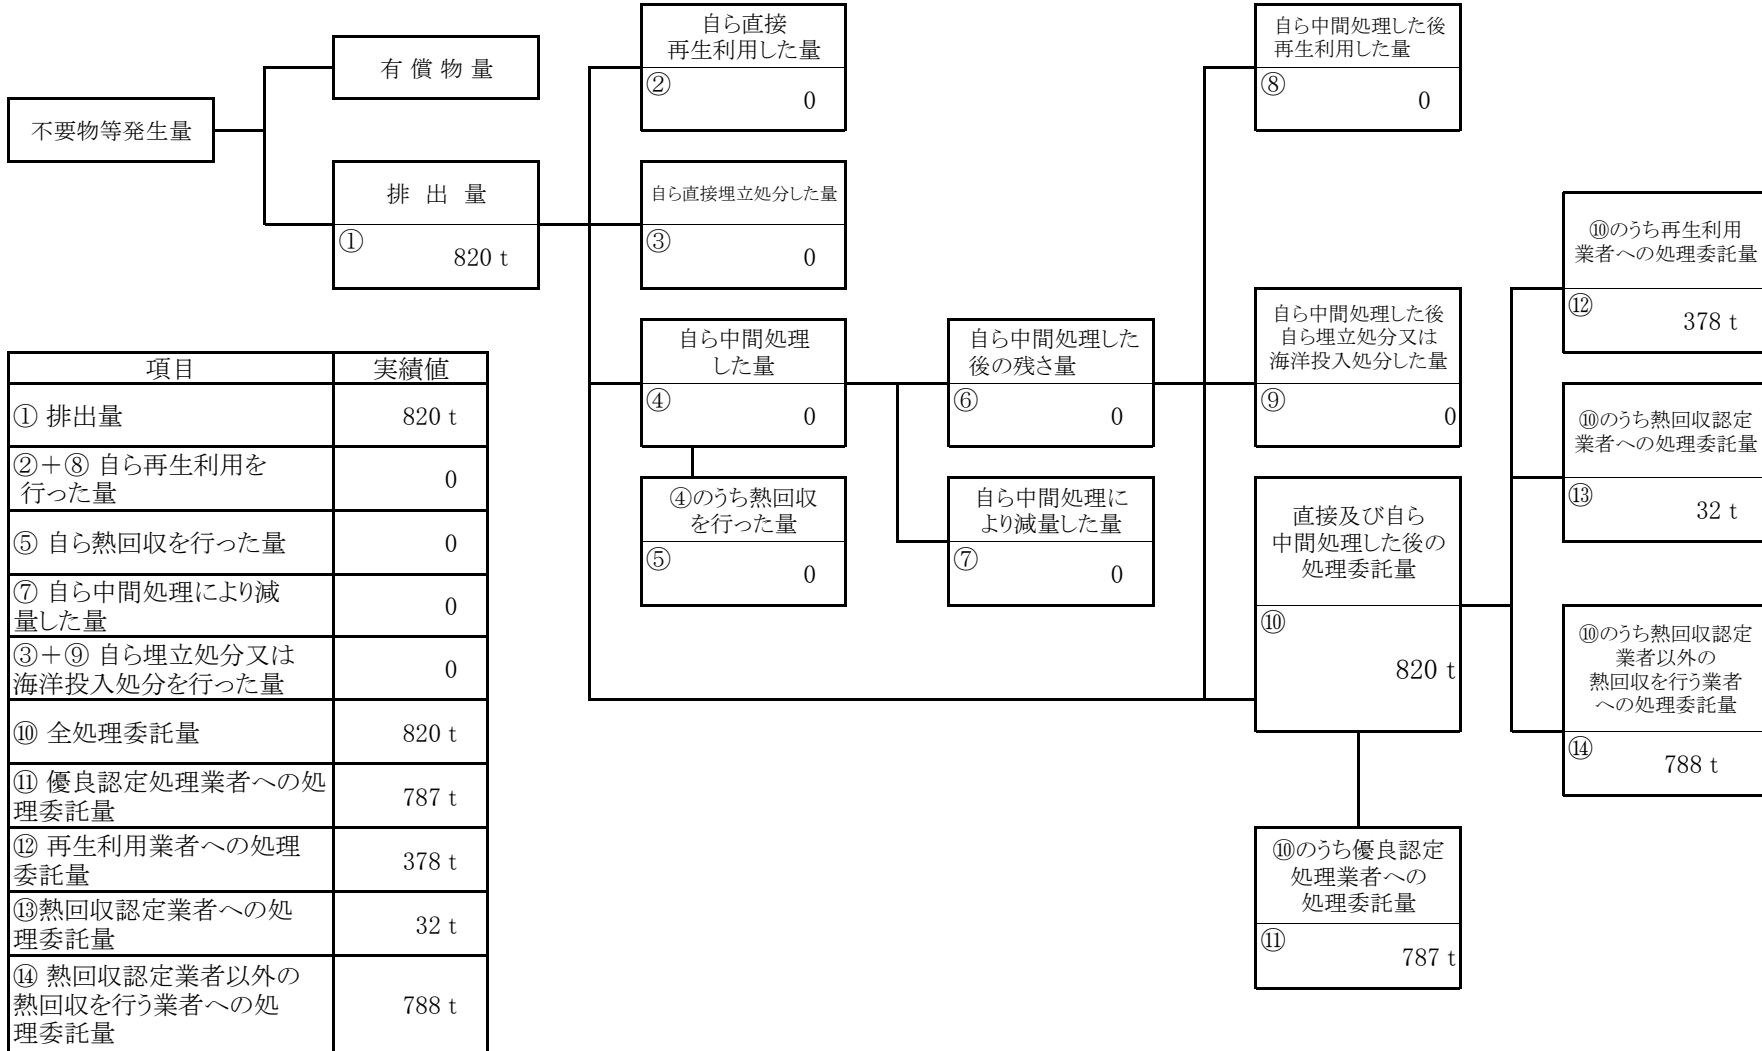 不要物等発生量
有償物量
排出量
①
820 t
自ら直接
再生利用した量
②
0
自ら直接埋立処分した量
③
0
自ら中間処理
した量
④
0
④のうち熱回収
を行った量
⑤
0
自ら中間処理した
後の残さ量
⑥
0
自ら中間処理に
より減量した量
⑦
0
自ら中間処理した後
再生利用した量
⑧
0
自ら中間処理した後
自ら埋立処分又は
海洋投入処分した量
⑨
0
直接及び自ら
中間処理した後の
処理委託量
⑩
820 t
⑩のうち優良認定
処理業者への
処理委託量
⑪
787 t
⑩のうち再生利用
業者への処理委託量
⑫
378 t
⑩のうち熱回収認定
業者への処理委託量
⑬
32 t
⑩のうち熱回収認定
業者以外の
熱回収を行う業者
への処理委託量
⑭
788 t
項目 実績値
① 排出量 820 t
②＋⑧ 自ら再生利用を
行った量 0
⑤ 自ら熱回収を行った量 0
⑦ 自ら中間処理により減
量した量 0
③＋⑨ 自ら埋立処分又は
海洋投入処分を行った量 0
⑩ 全処理委託量 820 t
⑪ 優良認定処理業者への処
理委託量 787 t
⑫ 再生利用業者への処理
委託量 378 t
⑬熱回収認定業者への処
理委託量 32 t
⑭ 熱回収認定業者以外の
熱回収を行う業者への処
理委託量 788 t